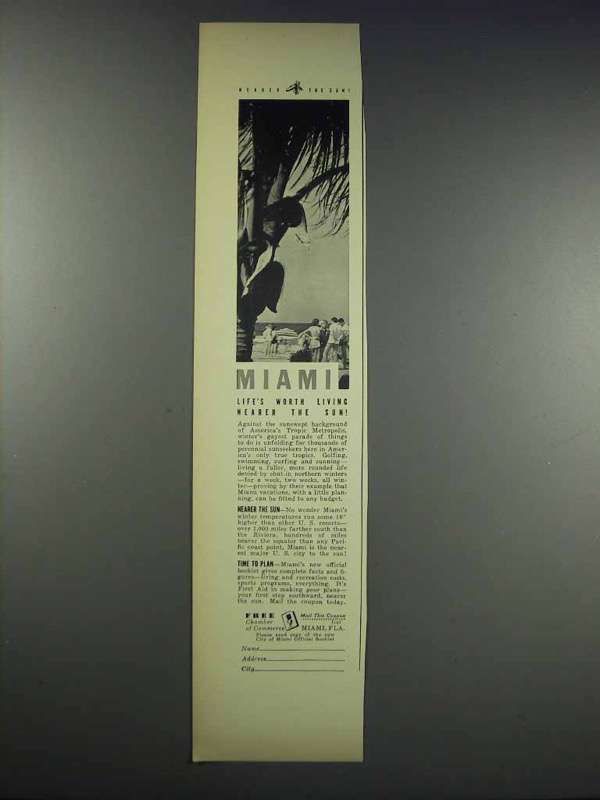 NEARER THE SUN!
MIAMI
LIFE'S WORTH LIVING
NEARER THE SUN!
Against the sunswept background
of America's Tropic Metropolis,
winter's gayest parade of things
to do is unfolding for thousands of
perennial sunseekers here in Amer-
ica's only true tropics. Golfing,
swimming, surfing and sunning—
living a fuller, more rounded life
denied by shut-in northern winters
—for a week, two weeks, all win-
ter—proving by their example that
Miami vacations, with a little plan-
ning, can be fitted to any budget.
NEARER THE SUN—No wonder Miami's
winter temperatures run some 10°
higher than other U. S. resorts—
over 1,000 miles farther south than
the Riviera, hundreds of miles
nearer the equator than any Paci-
fic coast point, Miami is the near-
est major U. S. city to the sun!
TIME TO PLAN—Miami's new official
booklet gives complete facts and fi-
gures—living and recreation costs,
sports programs, everything. It's
First Aid in making your plans—
your first step southward, nearer
the sun. Mail the coupon today.
FREE Mail This Coupon
Chamber
of Commerce MIAMI, FLA.
Please send copy of the new
City of Miami Official Booklet
Name
Address
City